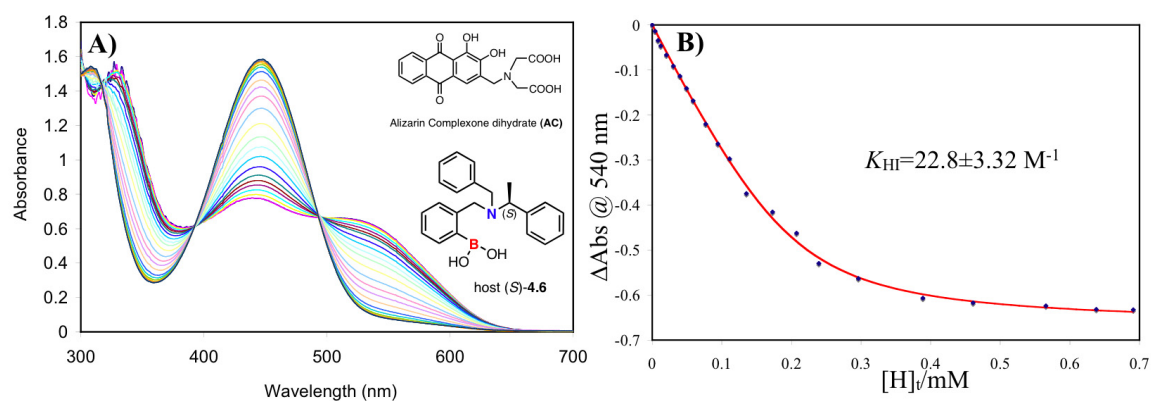 A)
1.8
1.6
1.4
1.2
1
0.8
0.6
0.4
0.2
0
300
400
500
600
700
Absorbance
Wavelength (nm)
O
OH
OH
COOH
N
COOH
O
Alizarin Complexone dihydrate (AC)
N
(S)
B
OH
HO
host (S)-4.6
B)
0
-0.1
-0.2
-0.3
-0.4
-0.5
-0.6
-0.7
0
0.1
0.2
0.3
0.4
0.5
0.6
0.7
ΔAbs @ 540 nm
[H]t/mM
KHI=22.8±3.32 M-1